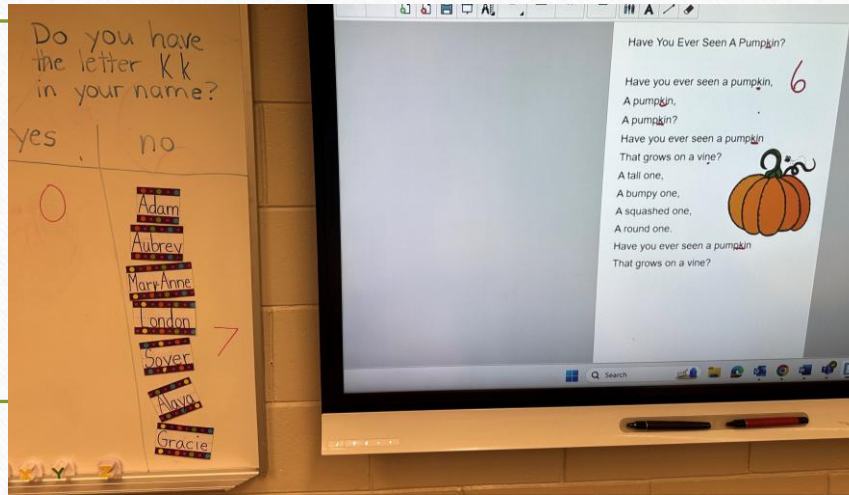 Do you have
the letter Kk
in your name?
yes
no
0
Adam
Aubrey
Mary-Anne
London
Sover
Alaya
Gracie
7
X Y Z
Have You Ever Seen A Pumpkin?
Have you ever seen a pumpkin,
6
A pumpkin,
A pumpkin?
Have you ever seen a pumpkin
That grows on a vine?
A tall one,
A bumpy one,
A squashed one,
A round one.
Have you ever seen a pumpkin
That grows on a vine?
Search